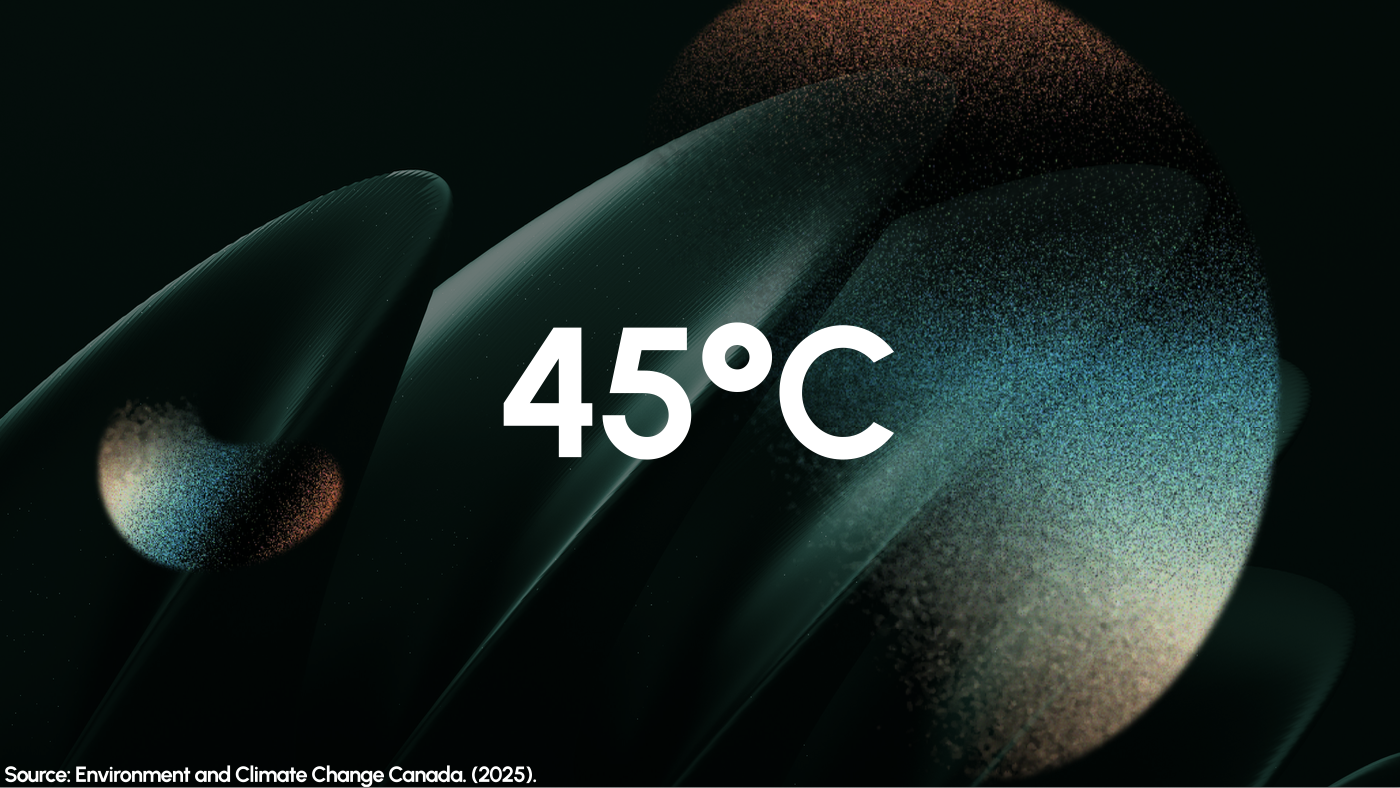 45°C
Source: Environment and Climate Change Canada. (2025).